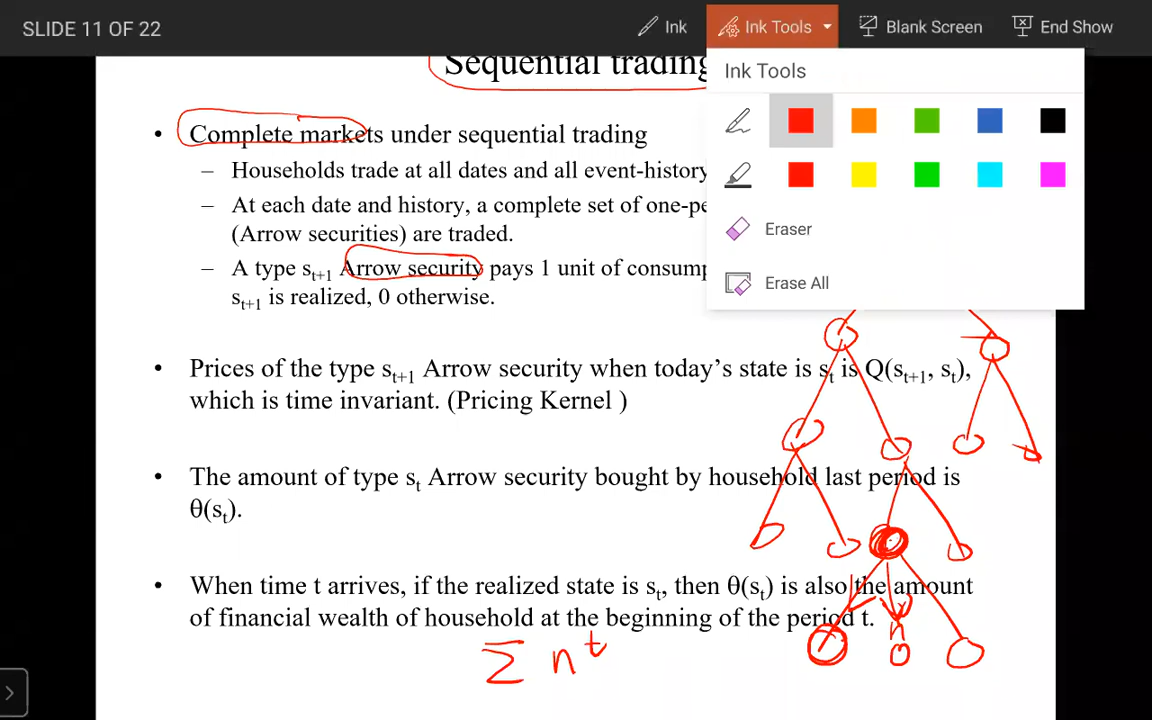 SLIDE 11 OF 22
Ink
Ink Tools
Blank Screen
End Show
Ink Tools
Eraser
Erase All
Sequential trading
• Complete markets under sequential trading
– Households trade at all dates and all event-history
– At each date and history, a complete set of one-pe
(Arrow securities) are traded.
– A type sₜ₊₁ Arrow security pays 1 unit of consump
sₜ₊₁ is realized, 0 otherwise.
• Prices of the type sₜ₊₁ Arrow security when today's state is sₜ is Q(sₜ₊₁, sₜ),
which is time invariant. (Pricing Kernel )
• The amount of type sₜ Arrow security bought by household last period is
θ(sₜ).
• When time t arrives, if the realized state is sₜ, then θ(sₜ) is also the amount
of financial wealth of household at the beginning of the period t.
n
Σ nᵗ